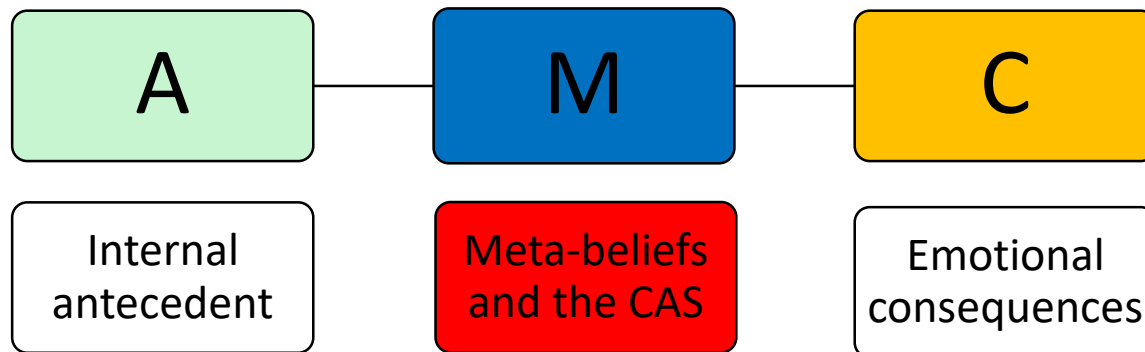 A
M
C
Internal
antecedent
Meta-beliefs
and the CAS
Emotional
consequences